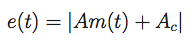 e(t) = |Am(t) + A_c|